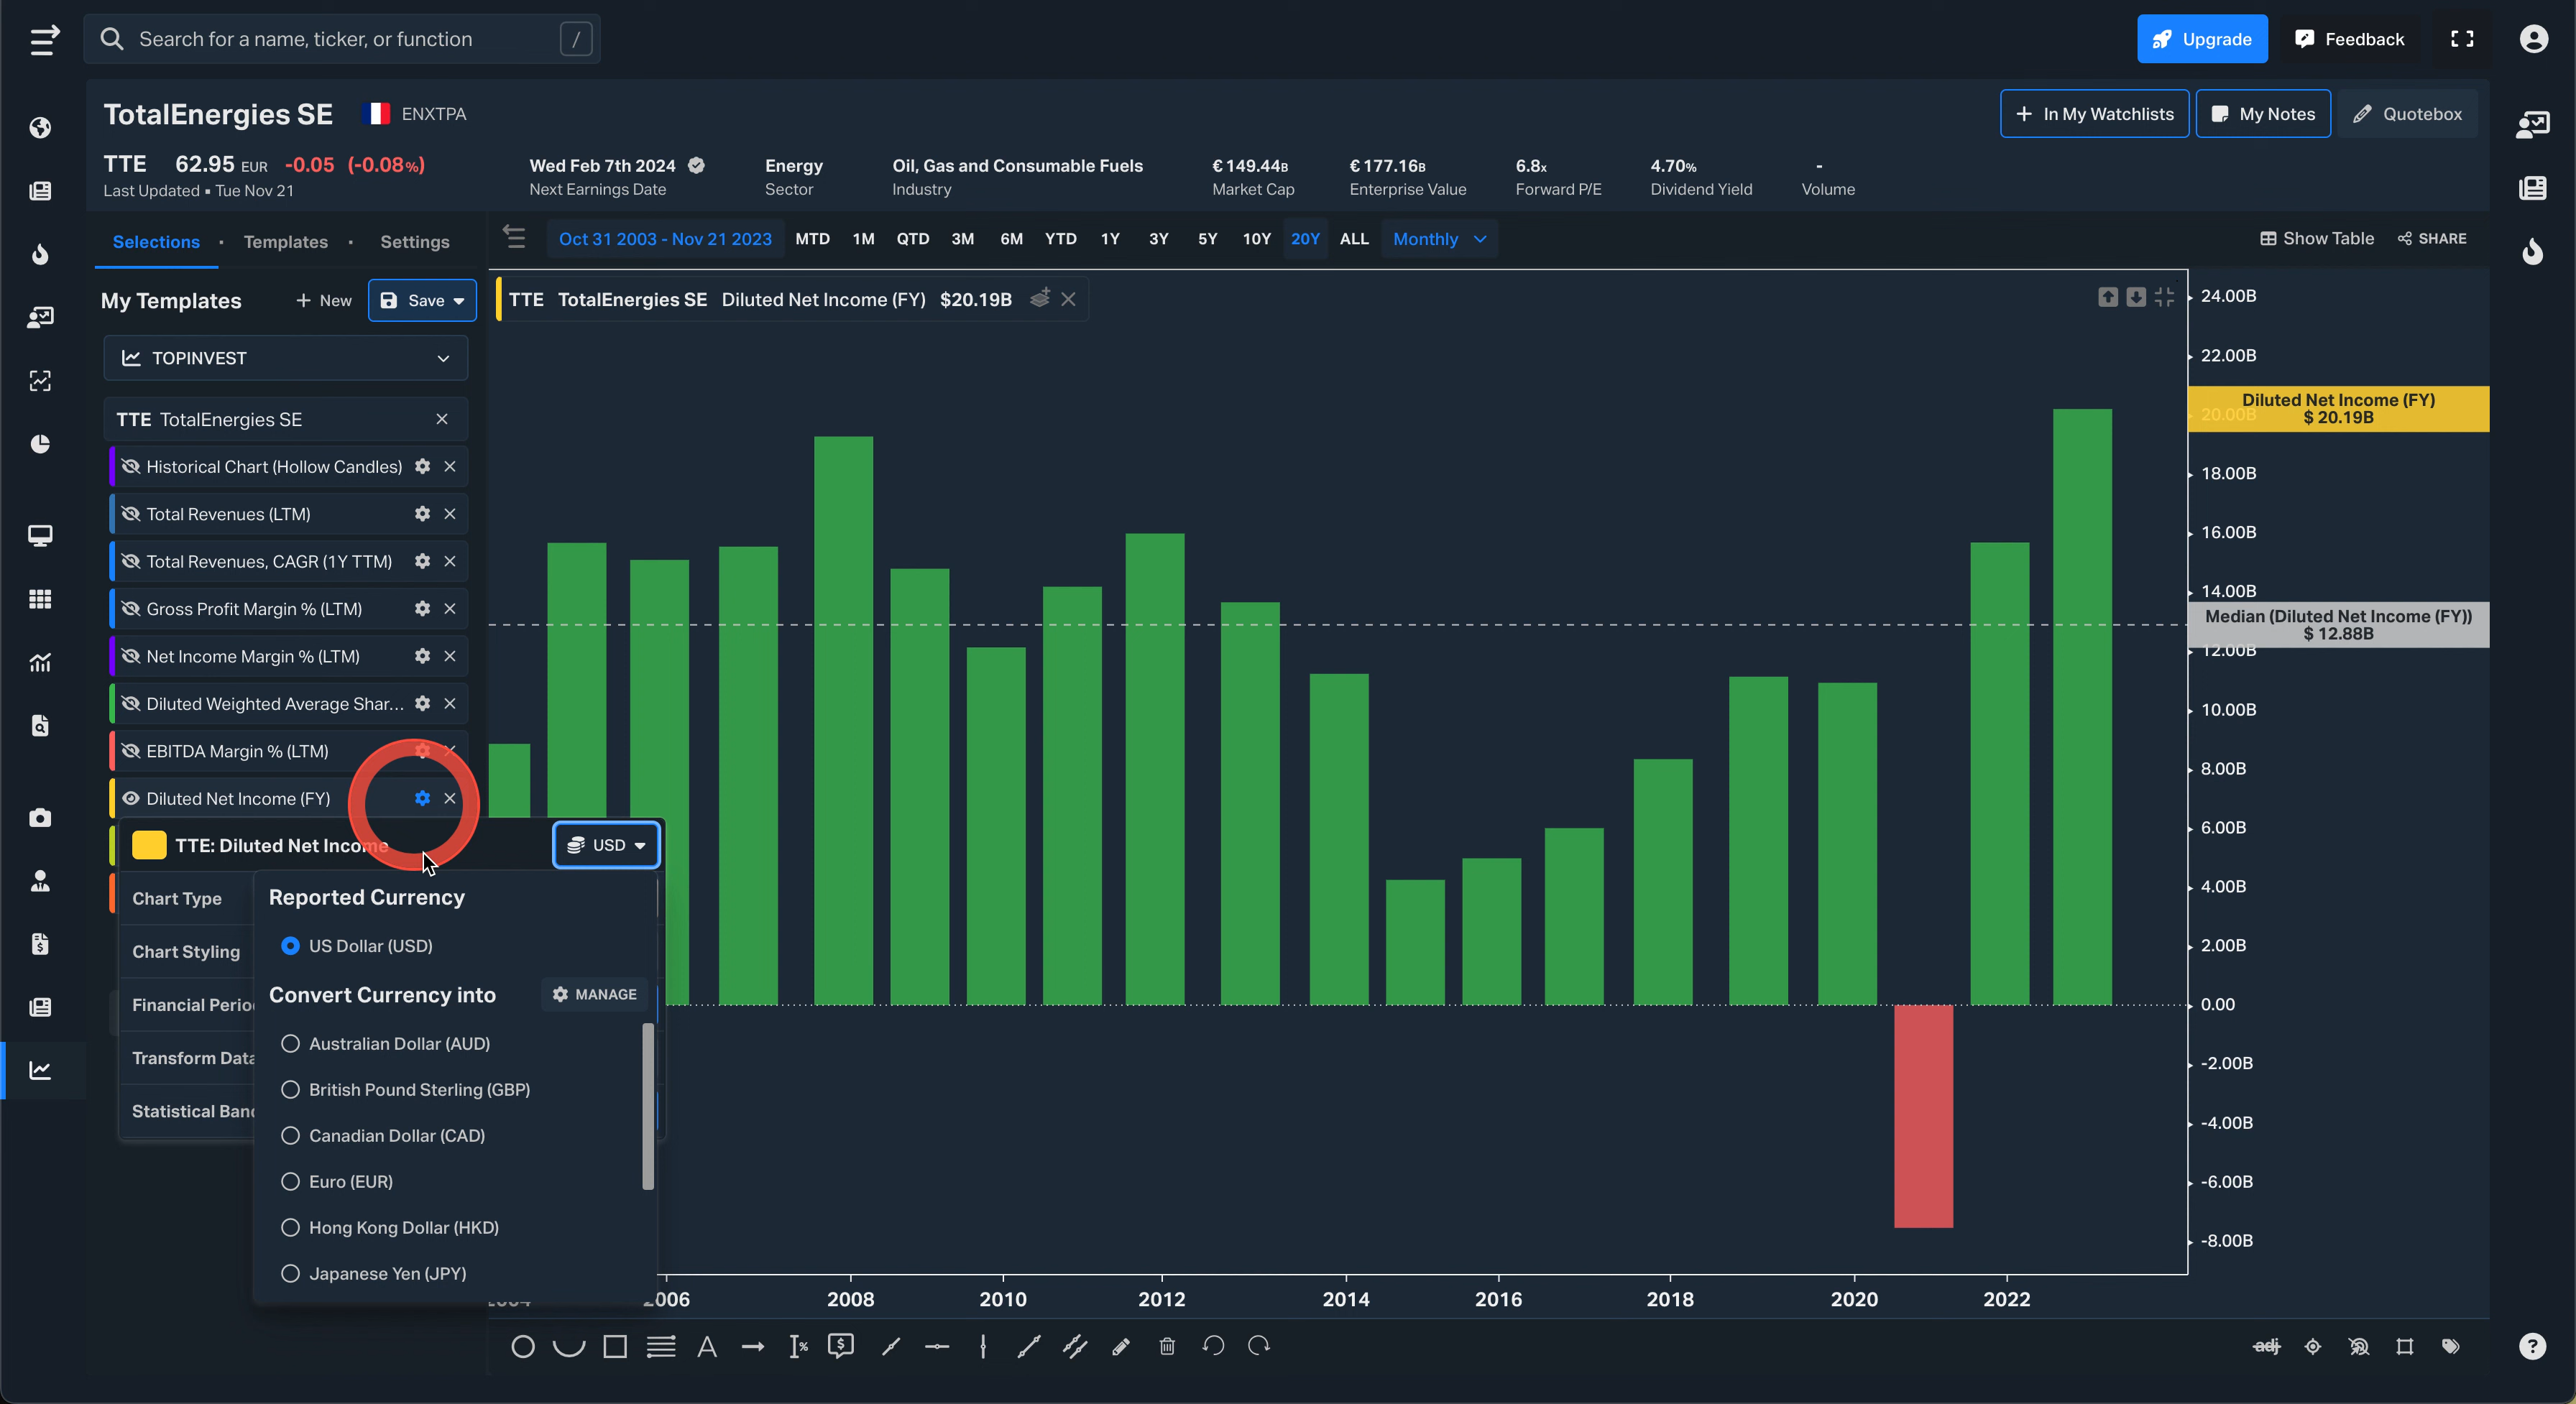 Search for a name, ticker, or function /
Upgrade Feedback
TotalEnergies SE ENXTPA
In My Watchlists My Notes Quotebox
TTE 62.95 EUR -0.05 (-0.08%)
Last Updated ▪ Tue Nov 21
Wed Feb 7th 2024
Next Earnings Date
Energy
Sector
Oil, Gas and Consumable Fuels
Industry
€ 149.44B
Market Cap
€ 177.16B
Enterprise Value
6.8x
Forward P/E
4.70%
Dividend Yield
-
Volume
Selections · Templates · Settings
Oct 31 2003 - Nov 21 2023 MTD 1M QTD 3M 6M YTD 1Y 3Y 5Y 10Y 20Y ALL Monthly
Show Table SHARE
My Templates + New Save
TOPINVEST
TTE TotalEnergies SE
Historical Chart (Hollow Candles)
Total Revenues (LTM)
Total Revenues, CAGR (1Y TTM)
Gross Profit Margin % (LTM)
Net Income Margin % (LTM)
Diluted Weighted Average Shar...
EBITDA Margin % (LTM)
Diluted Net Income (FY)
TTE: Diluted Net Income USD
Chart Type
Chart Styling
Financial Perio
Transform Data
Statistical Ban
Reported Currency
US Dollar (USD)
Convert Currency into MANAGE
Australian Dollar (AUD)
British Pound Sterling (GBP)
Canadian Dollar (CAD)
Euro (EUR)
Hong Kong Dollar (HKD)
Japanese Yen (JPY)
TTE TotalEnergies SE Diluted Net Income (FY) $20.19B
24.00B
22.00B
20.00B
Diluted Net Income (FY)
$ 20.19B
18.00B
16.00B
14.00B
Median (Diluted Net Income (FY))
$ 12.88B
12.00B
10.00B
8.00B
6.00B
4.00B
2.00B
0.00
-2.00B
-4.00B
-6.00B
-8.00B
2004 2006 2008 2010 2012 2014 2016 2018 2020 2022
A % $ adj ?